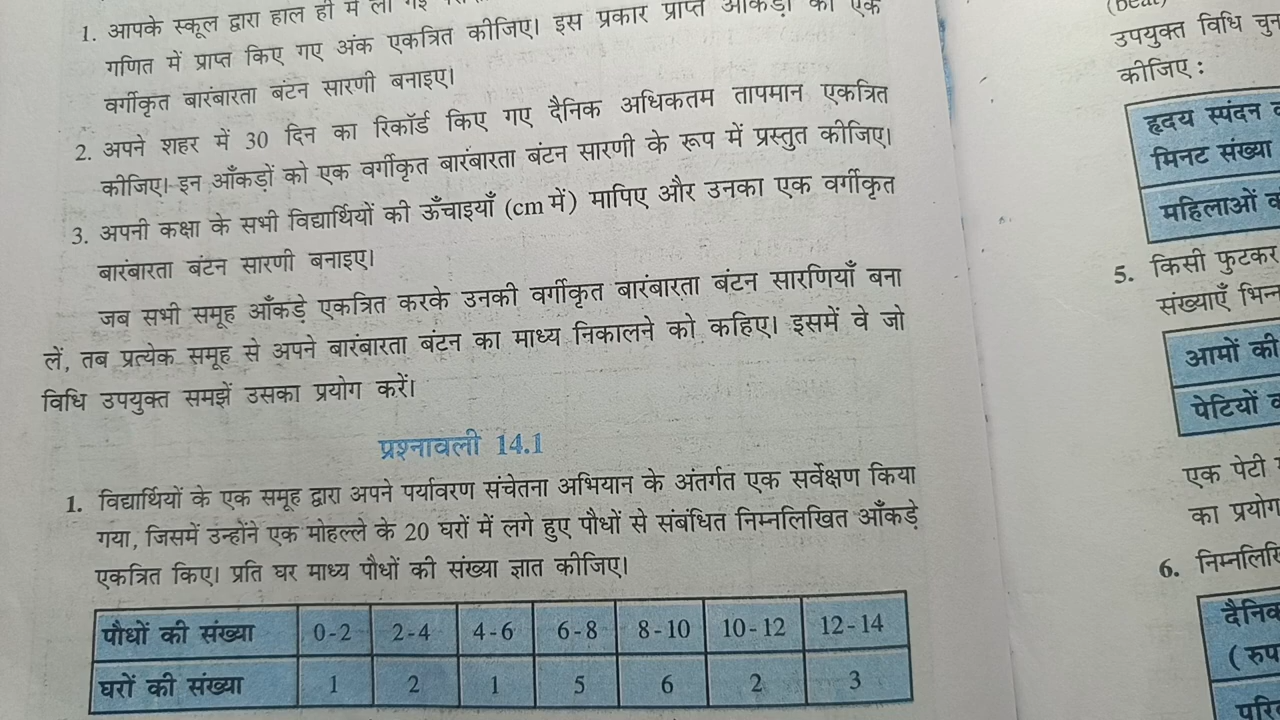 1. आपके स्कूल द्वारा हाल ही में ली गई
गणित में प्राप्त किए गए अंक एकत्रित कीजिए। इस प्रकार प्राप्त आँकड़ों का एक
वर्गीकृत बारंबारता बंटन सारणी बनाइए।
2. अपने शहर में 30 दिन का रिकॉर्ड किए गए दैनिक अधिकतम तापमान एकत्रित
कीजिए। इन आँकड़ों को एक वर्गीकृत बारंबारता बंटन सारणी के रूप में प्रस्तुत कीजिए।
3. अपनी कक्षा के सभी विद्यार्थियों की ऊँचाइयाँ (cm में) मापिए और उनका एक वर्गीकृत
बारंबारता बंटन सारणी बनाइए।
जब सभी समूह आँकड़े एकत्रित करके उनकी वर्गीकृत बारंबारता बंटन सारणियाँ बना
लें, तब प्रत्येक समूह से अपने बारंबारता बंटन का माध्य निकालने को कहिए। इसमें वे जो
विधि उपयुक्त समझें उसका प्रयोग करें।
प्रश्नावली 14.1
1. विद्यार्थियों के एक समूह द्वारा अपने पर्यावरण संचेतना अभियान के अंतर्गत एक सर्वेक्षण किया
गया, जिसमें उन्होंने एक मोहल्ले के 20 घरों में लगे हुए पौधों से संबंधित निम्नलिखित आँकड़े
एकत्रित किए। प्रति घर माध्य पौधों की संख्या ज्ञात कीजिए।
पौधों की संख्या 0-2 2-4 4-6 6-8 8-10 10-12 12-14
घरों की संख्या 1 2 1 5 6 2 3
उपयुक्त विधि
कीजिए :
हृदय स्पंदन
मिनट संख्या
महिलाओं
5. किसी फुटकर
संख्याएँ
आमों की
पेटियों
एक पेटी
का प्रयोग
6.
दैनिक